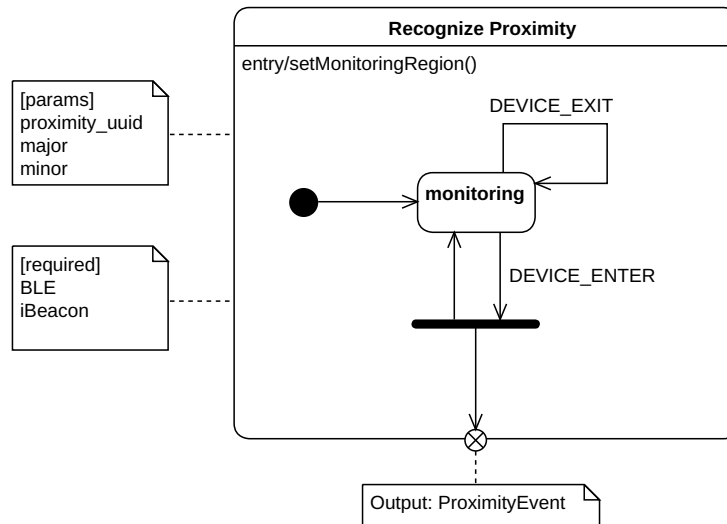 Recognize Proximity
entry/setMonitoringRegion()
[params]
proximity_uuid
major
minor
DEVICE_EXIT
monitoring
[required]
BLE
iBeacon
DEVICE_ENTER
Output: ProximityEvent